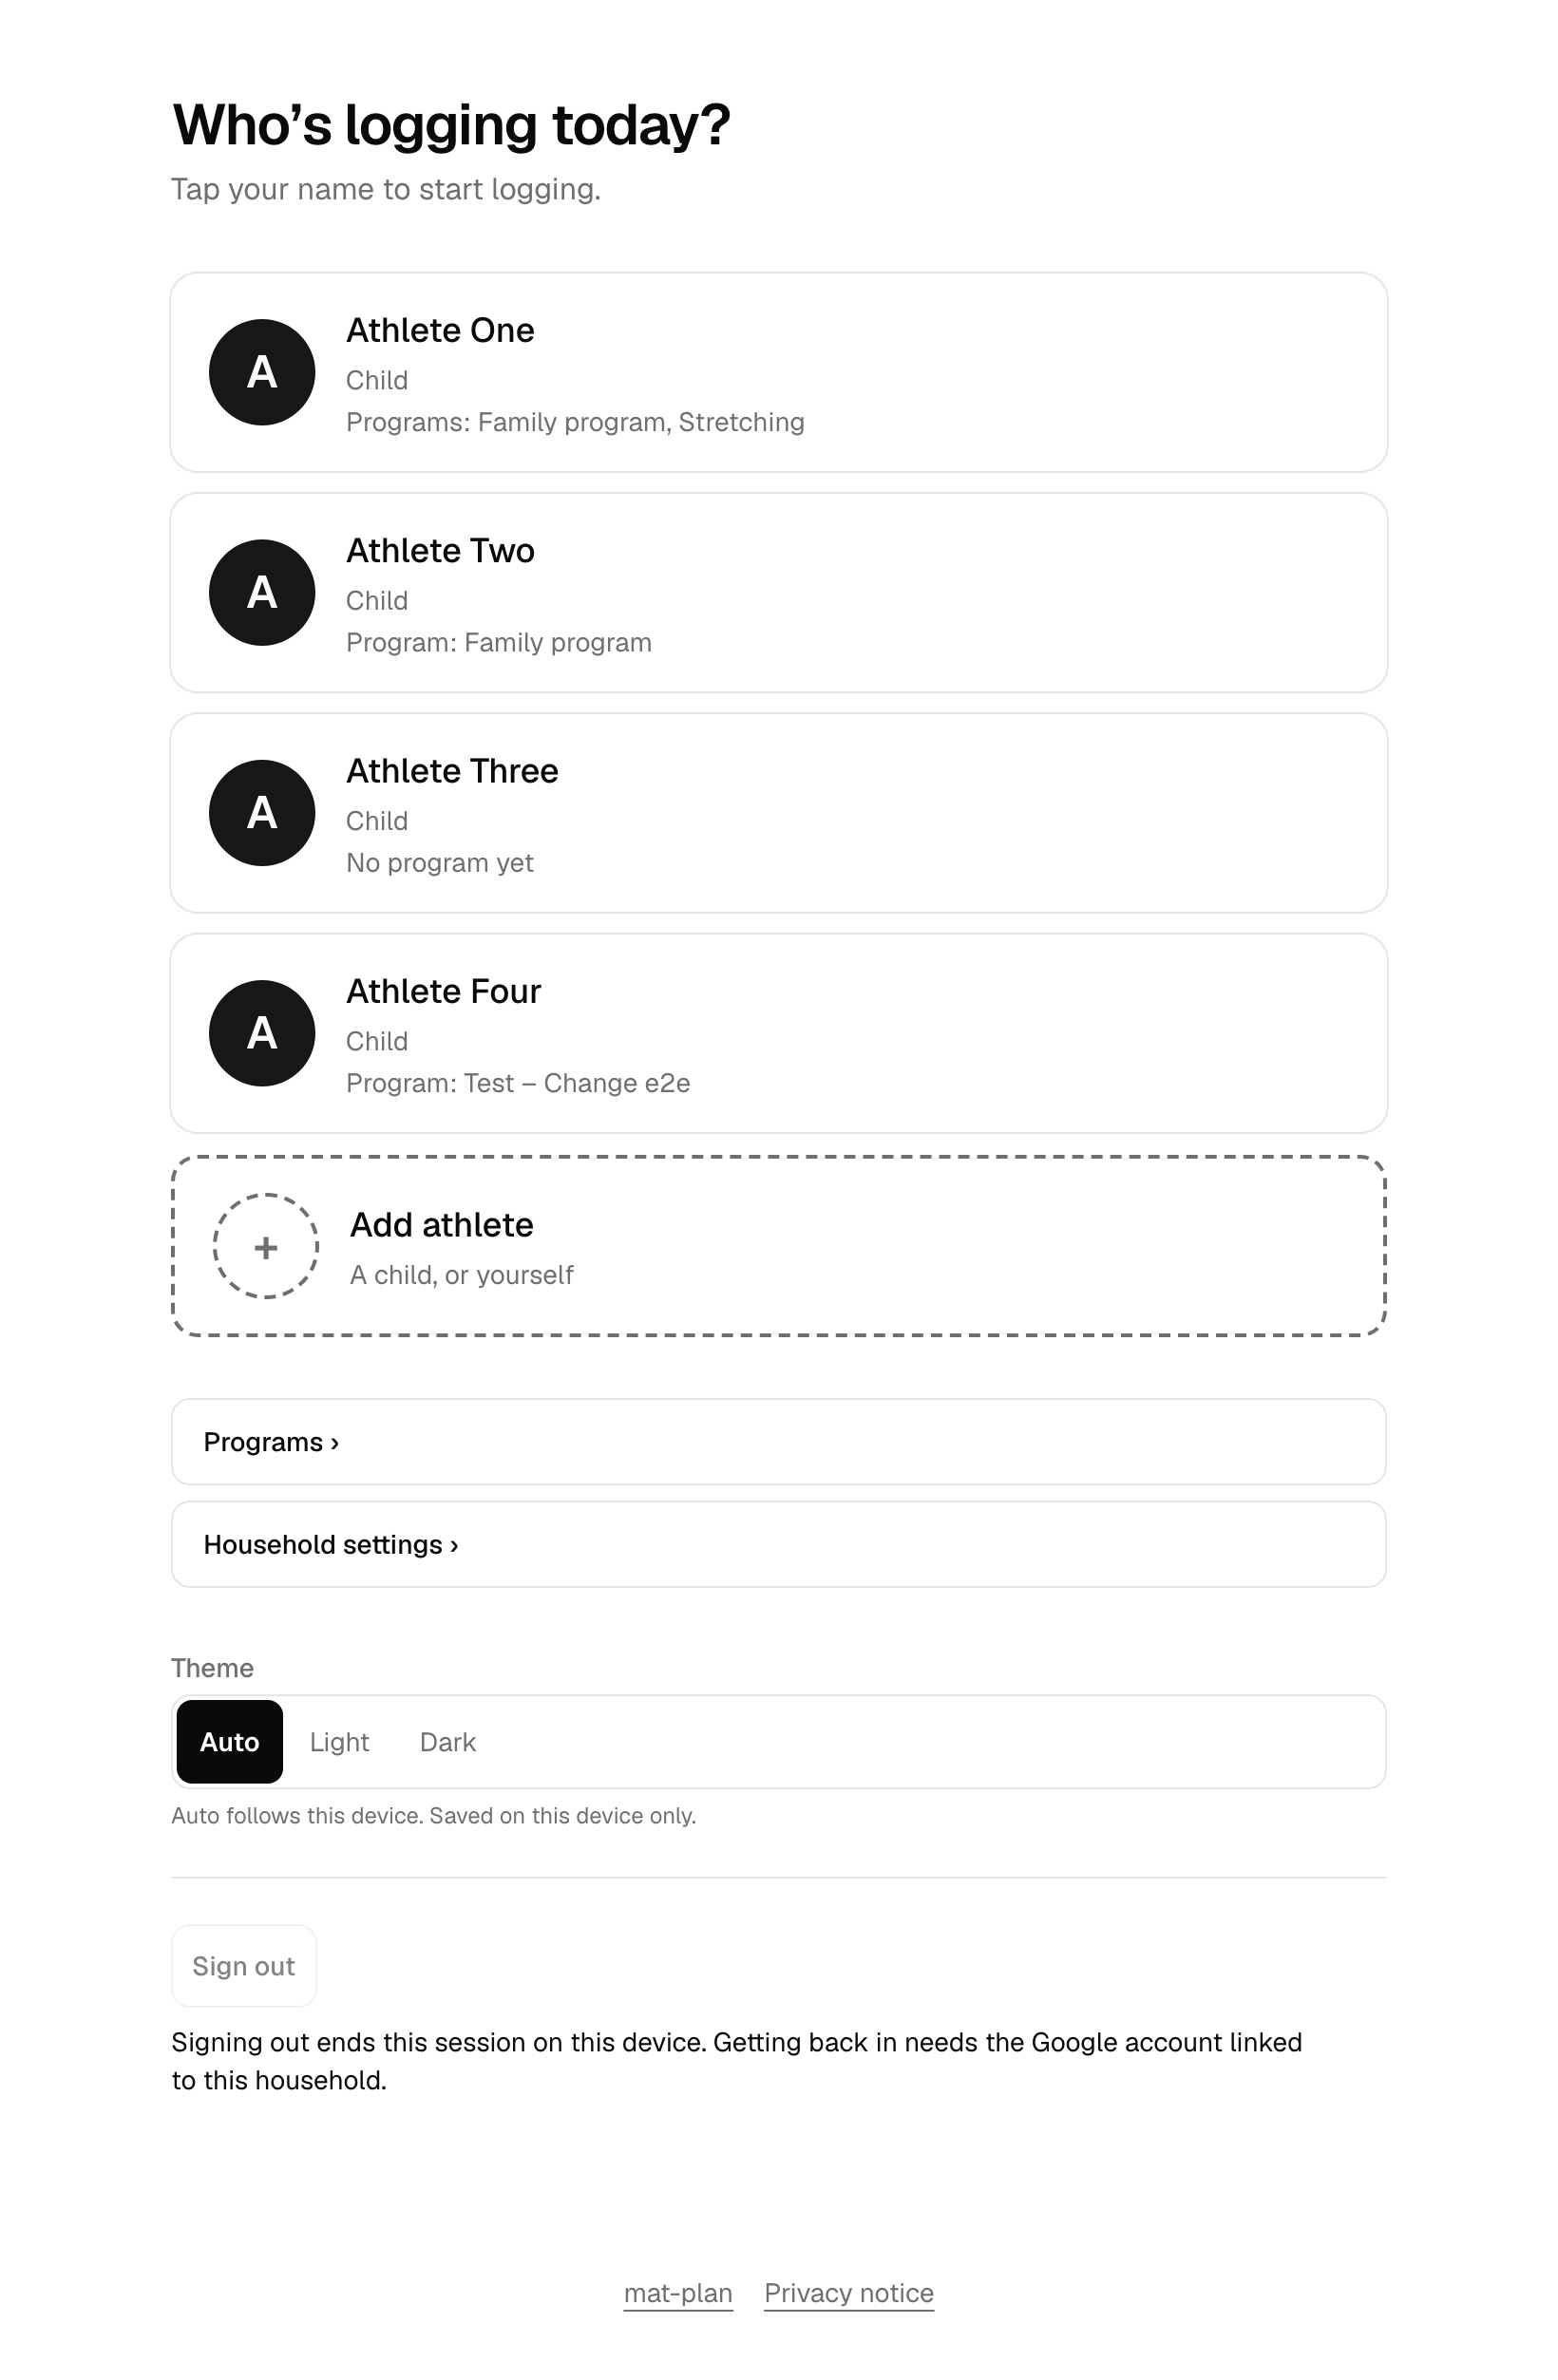 Who’s logging today?
Tap your name to start logging.
A
Athlete One
Child
Programs: Family program, Stretching
A
Athlete Two
Child
Program: Family program
A
Athlete Three
Child
No program yet
A
Athlete Four
Child
Program: Test – Change e2e
+
Add athlete
A child, or yourself
Programs ›
Household settings ›
Theme
Auto Light Dark
Auto follows this device. Saved on this device only.
Sign out
Signing out ends this session on this device. Getting back in needs the Google account linked
to this household.
mat-plan Privacy notice